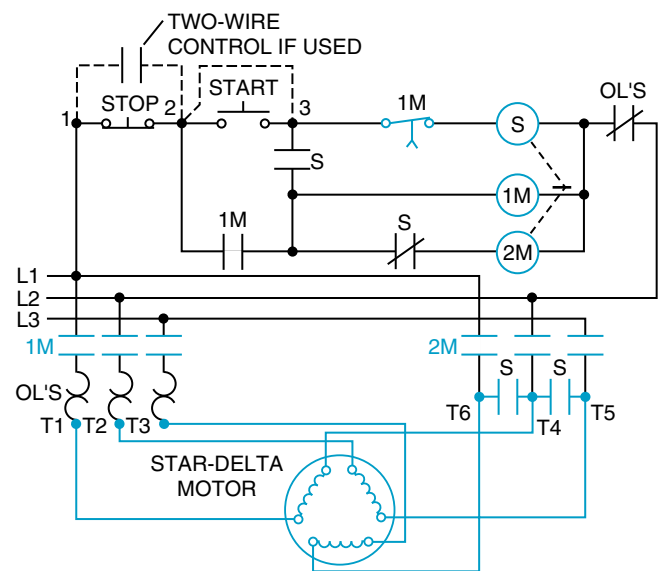 TWO-WIRE
CONTROL IF USED
START
STOP
1
2
3
1M
S
OL'S
S
1M
1M
S
2M
L1
L2
L3
1M
2M
S
S
OL'S
T1
T2
T3
T6
T4
T5
STAR-DELTA
MOTOR